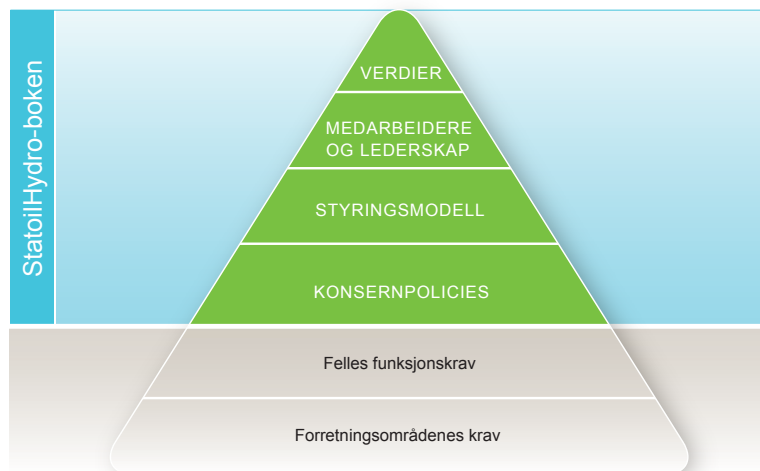 StatoilHydro-boken
VERDIER
MEDARBEIDERE
OG LEDERSKAP
STYRINGSMODELL
KONSERNPOLICIES
Felles funksjonskrav
Forretningsområdenes krav